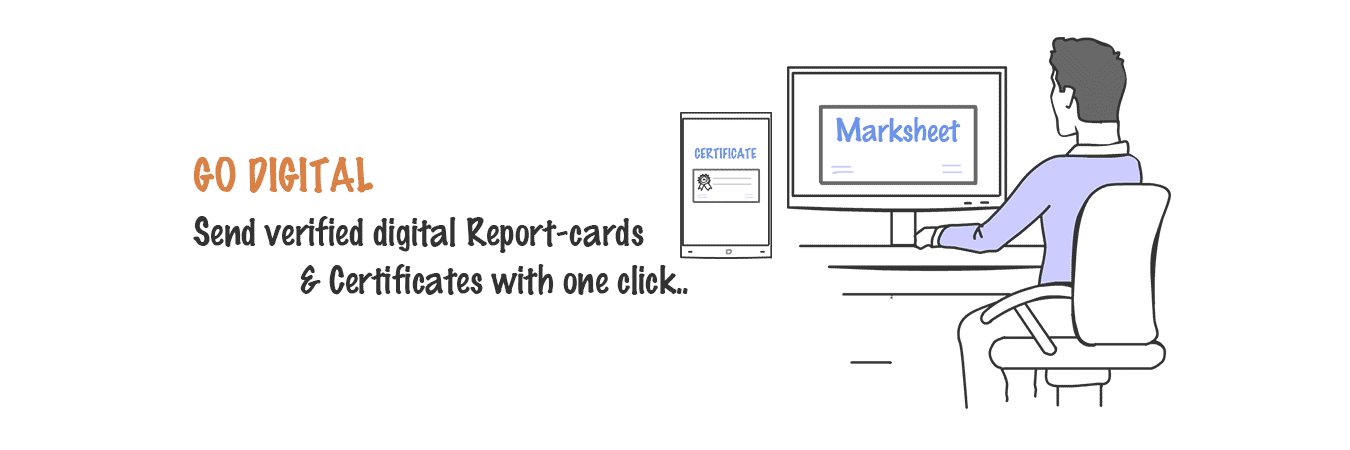 GO DIGITAL
Send verified digital Report-cards
& Certificates with one click..
CERTIFICATE
Marksheet